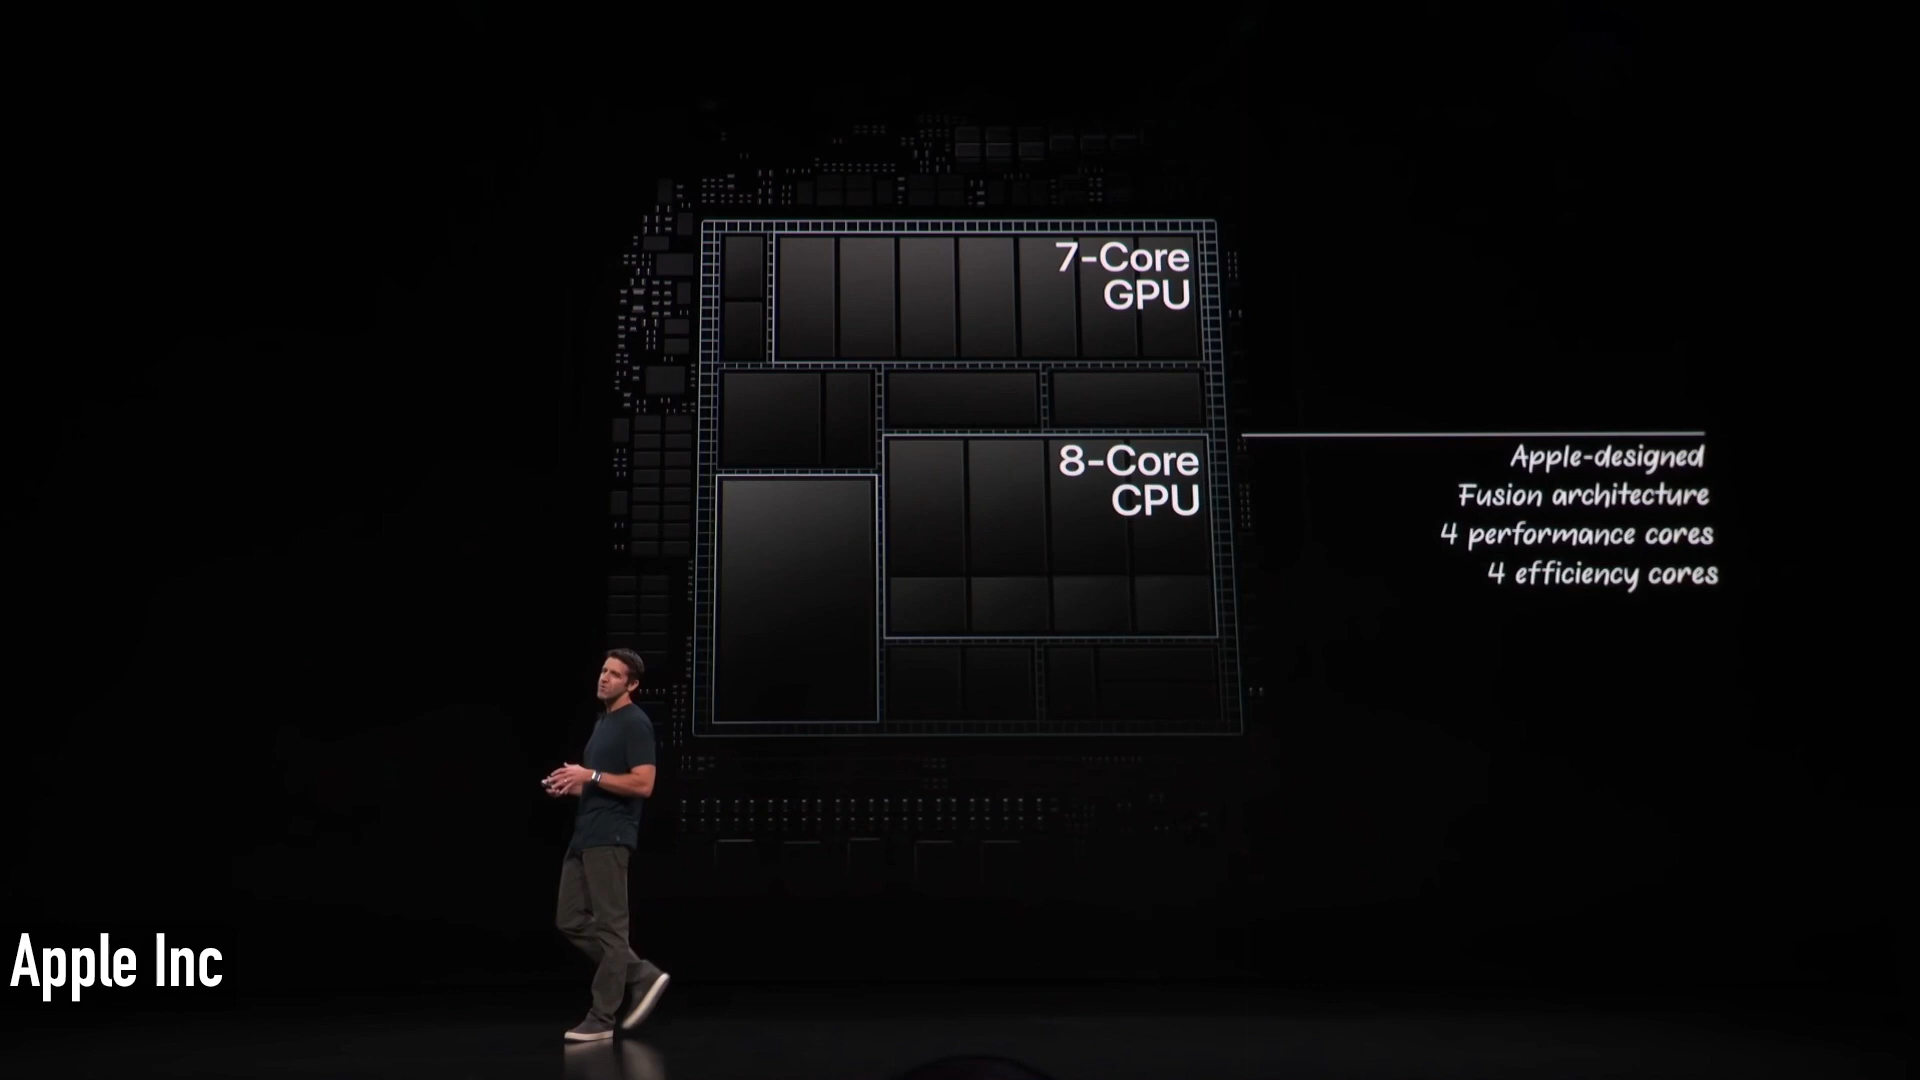 7-Core
GPU
8-Core
CPU
Apple-designed
Fusion architecture
4 performance cores
4 efficiency cores
Apple Inc